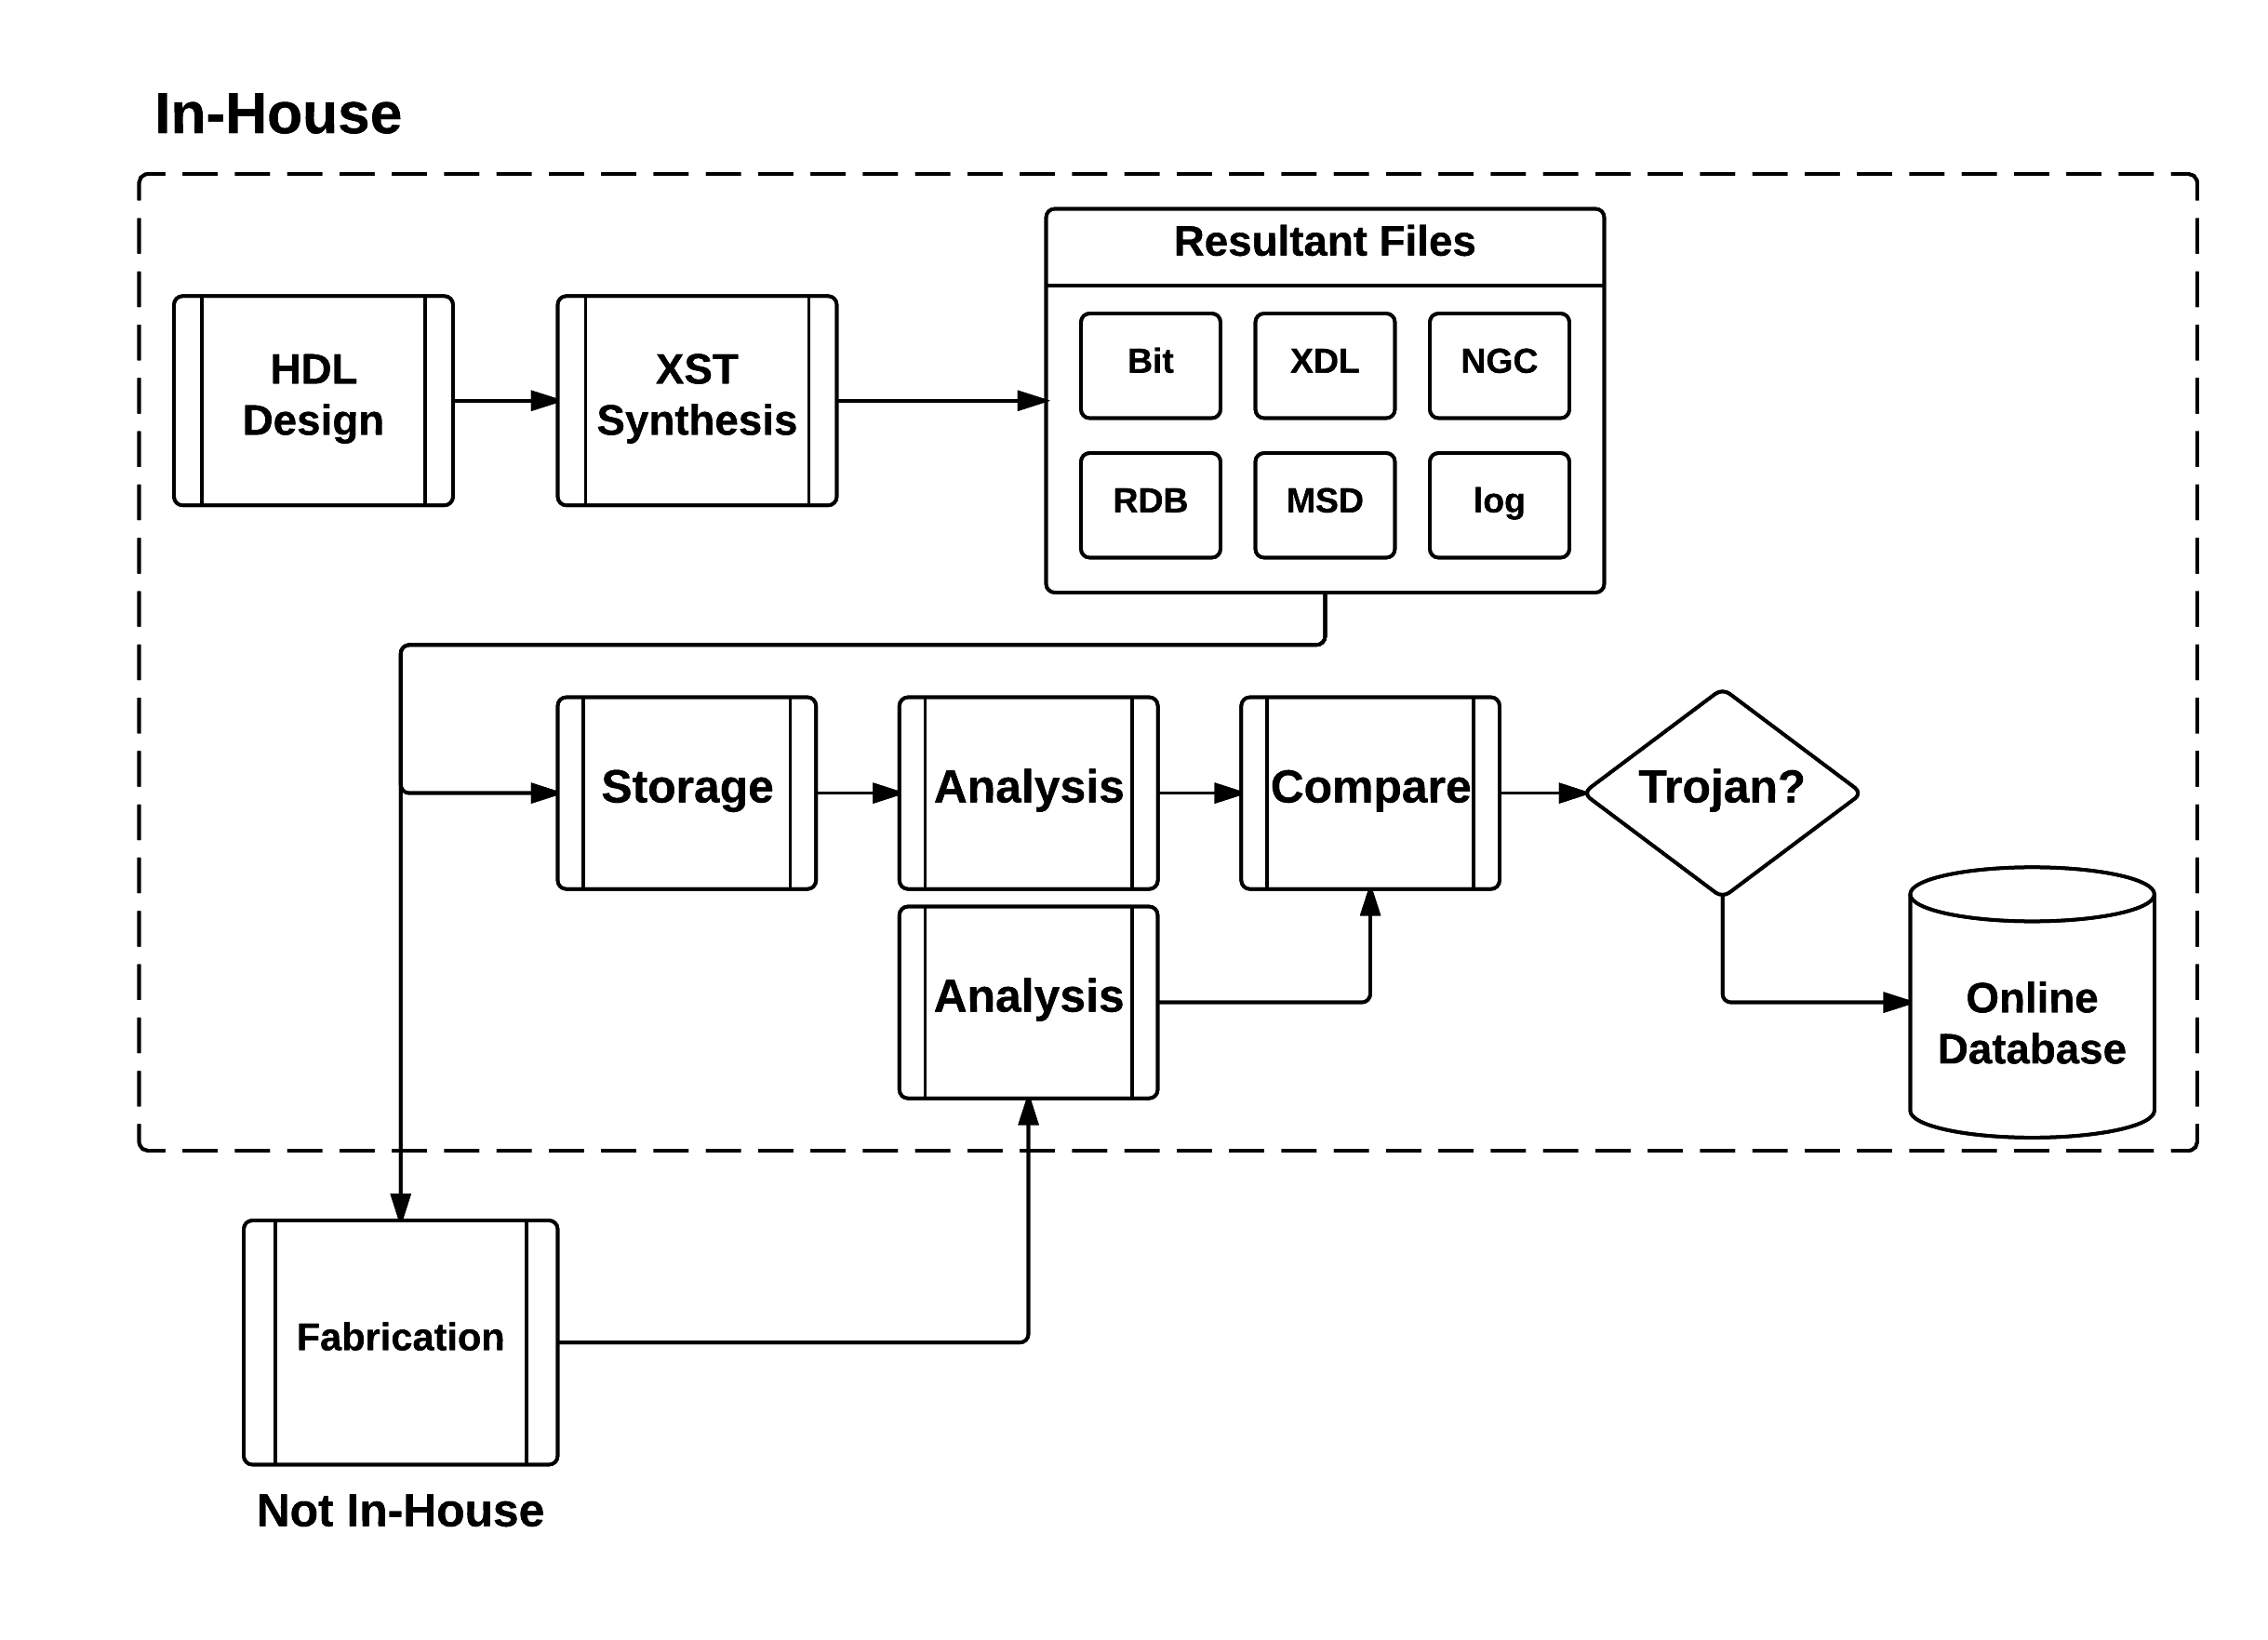 In-House
Resultant Files
HDL
Design
XST
Synthesis
Bit
XDL
NGC
RDB
MSD
log
Storage
Analysis
Compare
Trojan?
Analysis
Online
Database
Fabrication
Not In-House